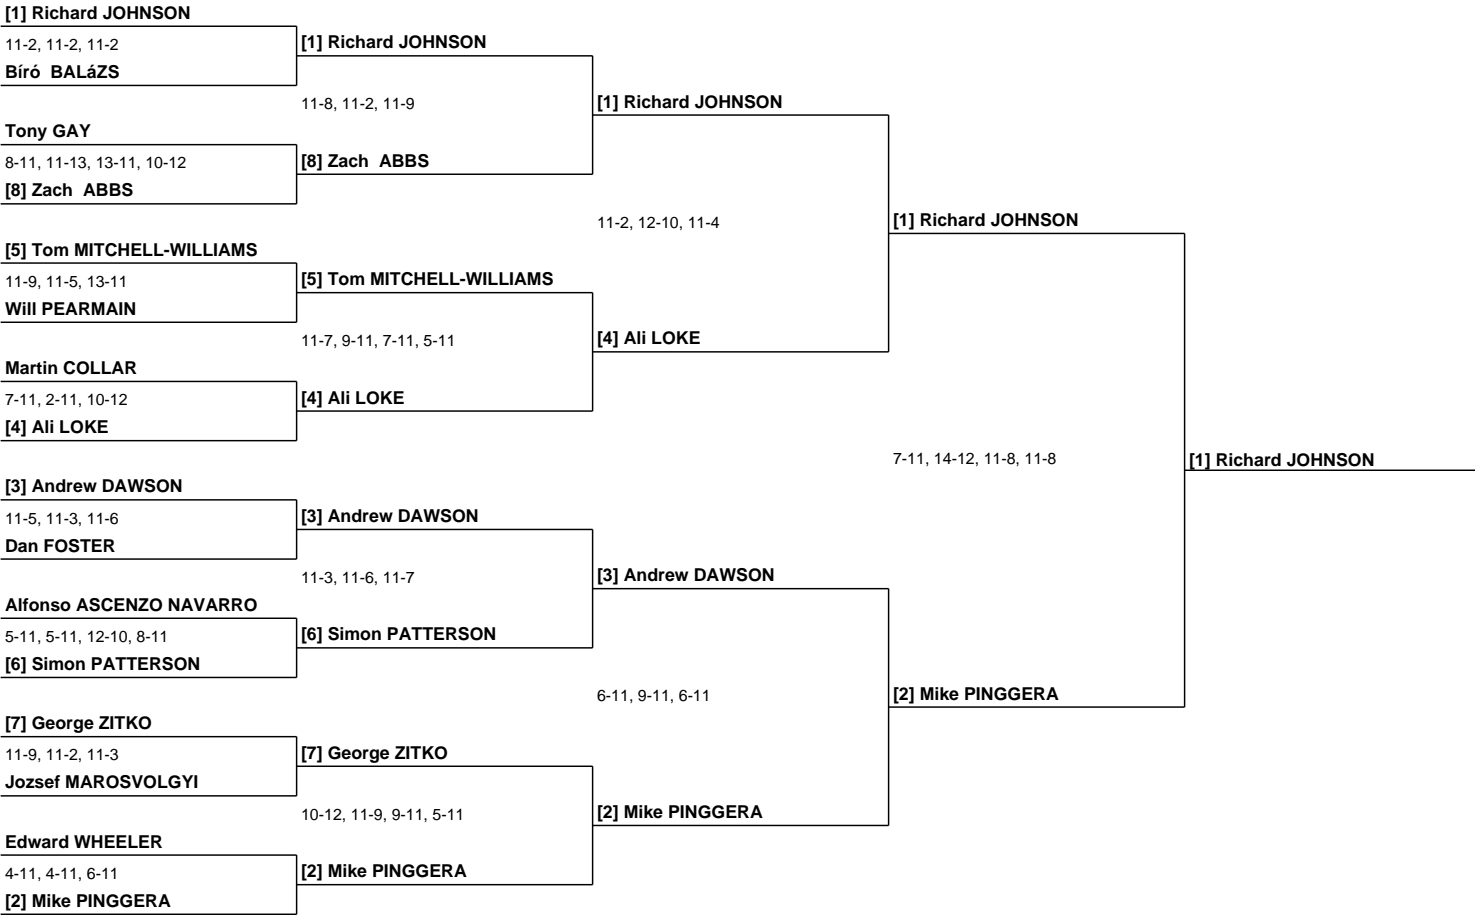 [1] Richard JOHNSON
11-2, 11-2, 11-2
Bíró  BALáZS
Tony GAY
8-11, 11-13, 13-11, 10-12
[8] Zach  ABBS
[5] Tom MITCHELL-WILLIAMS
11-9, 11-5, 13-11
Will PEARMAIN
Martin COLLAR
7-11, 2-11, 10-12
[4] Ali LOKE
[3] Andrew DAWSON
11-5, 11-3, 11-6
Dan FOSTER
Alfonso ASCENZO NAVARRO
5-11, 5-11, 12-10, 8-11
[6] Simon PATTERSON
[7] George ZITKO
11-9, 11-2, 11-3
Jozsef MAROSVOLGYI
Edward WHEELER
4-11, 4-11, 6-11
[2] Mike PINGGERA
[1] Richard JOHNSON
11-8, 11-2, 11-9
[8] Zach  ABBS
[5] Tom MITCHELL-WILLIAMS
11-7, 9-11, 7-11, 5-11
[4] Ali LOKE
[3] Andrew DAWSON
11-3, 11-6, 11-7
[6] Simon PATTERSON
[7] George ZITKO
10-12, 11-9, 9-11, 5-11
[2] Mike PINGGERA
[1] Richard JOHNSON
11-2, 12-10, 11-4
[4] Ali LOKE
[3] Andrew DAWSON
6-11, 9-11, 6-11
[2] Mike PINGGERA
[1] Richard JOHNSON
7-11, 14-12, 11-8, 11-8
[2] Mike PINGGERA
[1] Richard JOHNSON